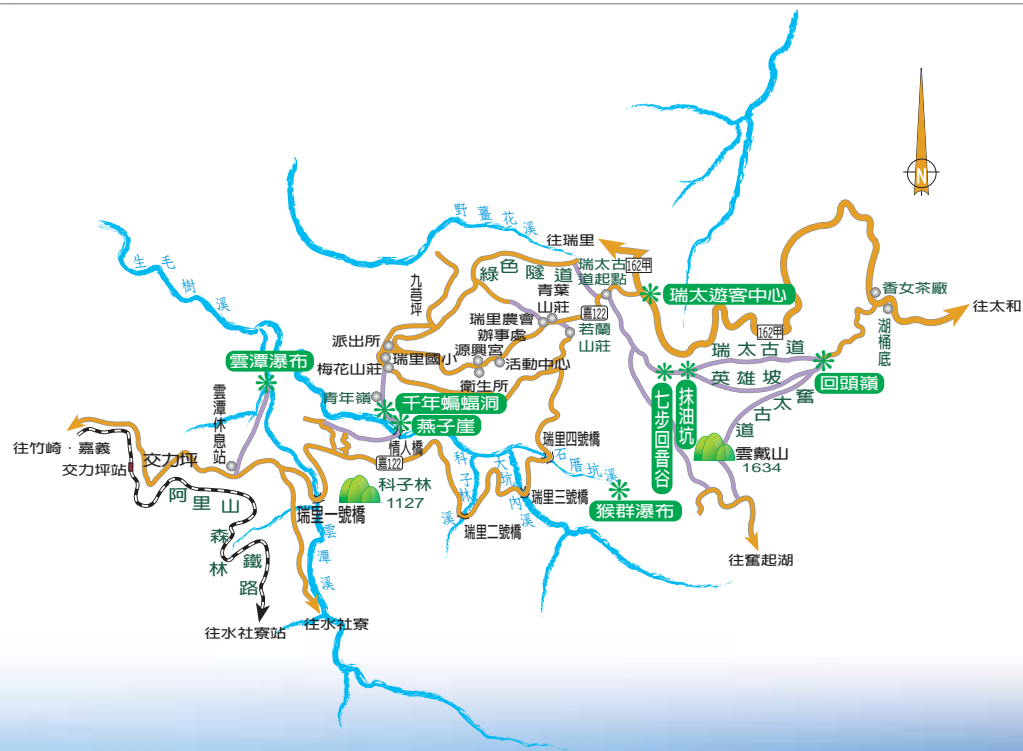 N
野薑花溪
往瑞里
生毛樹溪
綠色隧道
瑞太古
道起點
162甲
瑞太遊客中心
九芎坪
青葉
山莊
香女茶廠
往太和
湖桶底
瑞里農會
辦事處
嘉122
若蘭
山莊
162甲
瑞太古道
派出所
瑞里國小
源興宮
活動中心
梅花山莊
衛生所
英雄坡
回頭嶺
雲潭瀑布
青年嶺
千年蝙蝠洞
燕子崖
七步回音谷
抹油坑
奮太古道
雲潭休息站
情人橋
嘉122
瑞里四號橋
雲戴山
1634
往竹崎·嘉義
交力坪站
交力坪
科子林
1127
科子林溪
大坑內溪
石厝坑溪
瑞里三號橋
猴群瀑布
阿里山森林鐵路
瑞里一號橋
瑞里二號橋
雲潭溪
往奮起湖
往水社寮站
往水社寮